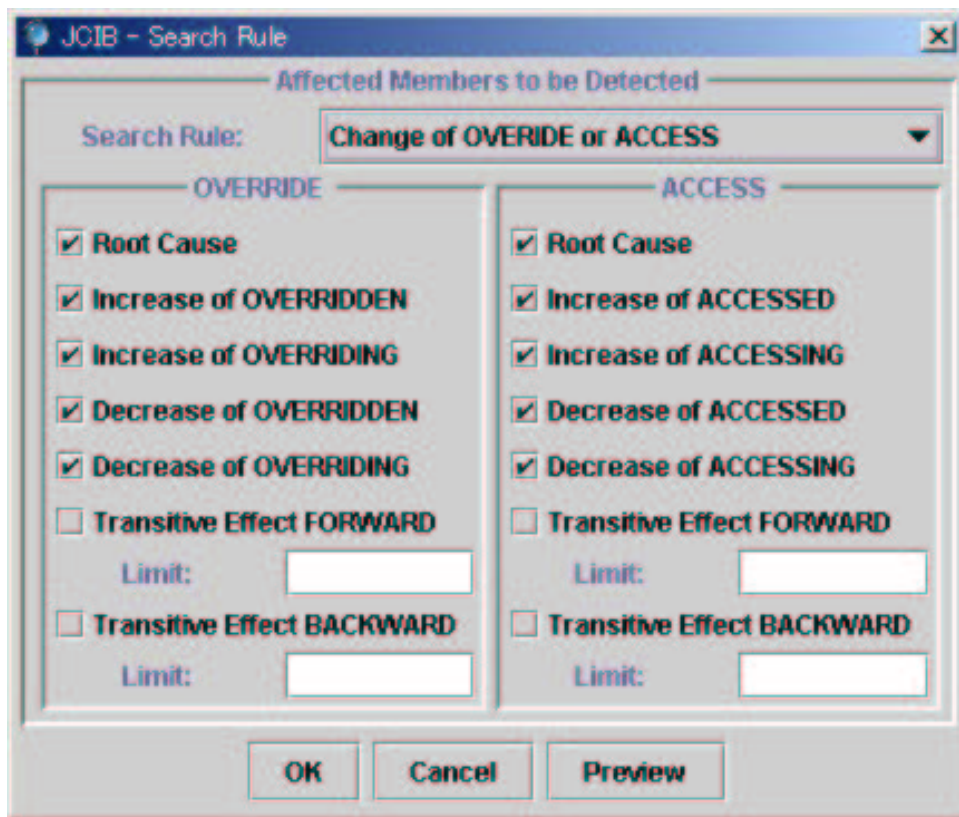 JCIB - Search Rule
Affected Members to be Detected
Search Rule: Change of OVERIDE or ACCESS
OVERRIDE
Root Cause
Increase of OVERRIDDEN
Increase of OVERRIDING
Decrease of OVERRIDDEN
Decrease of OVERRIDING
Transitive Effect FORWARD
Limit:
Transitive Effect BACKWARD
Limit:
ACCESS
Root Cause
Increase of ACCESSED
Increase of ACCESSING
Decrease of ACCESSED
Decrease of ACCESSING
Transitive Effect FORWARD
Limit:
Transitive Effect BACKWARD
Limit:
OK Cancel Preview